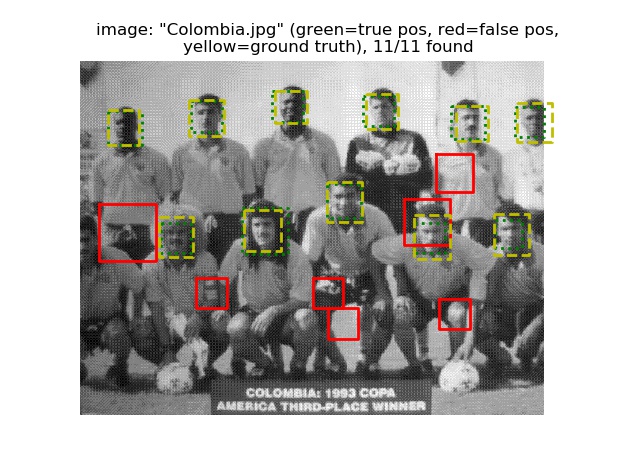 image: "Colombia.jpg" (green=true pos, red=false pos,
yellow=ground truth), 11/11 found
COLOMBIA: 1993 COPA
AMERICA THIRD-PLACE WINNER